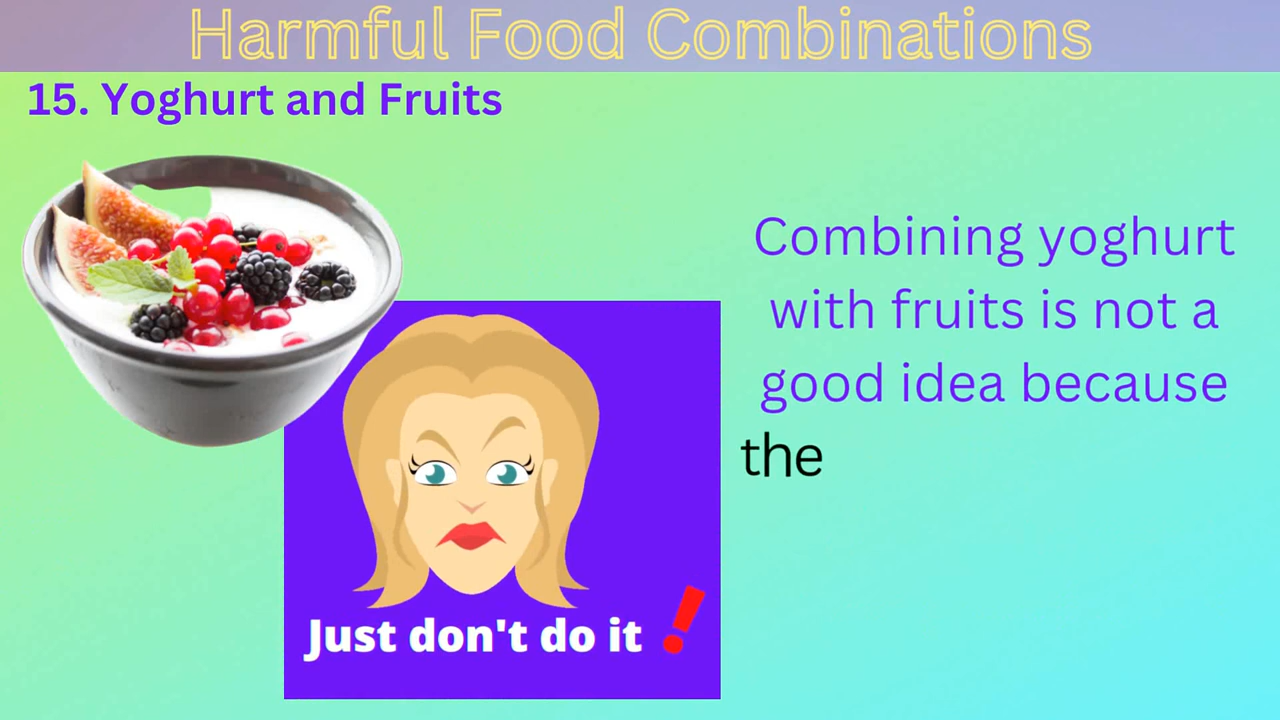 Harmful Food Combinations
15. Yoghurt and Fruits
Combining yoghurt
with fruits is not a
good idea because
the
Just don't do it !